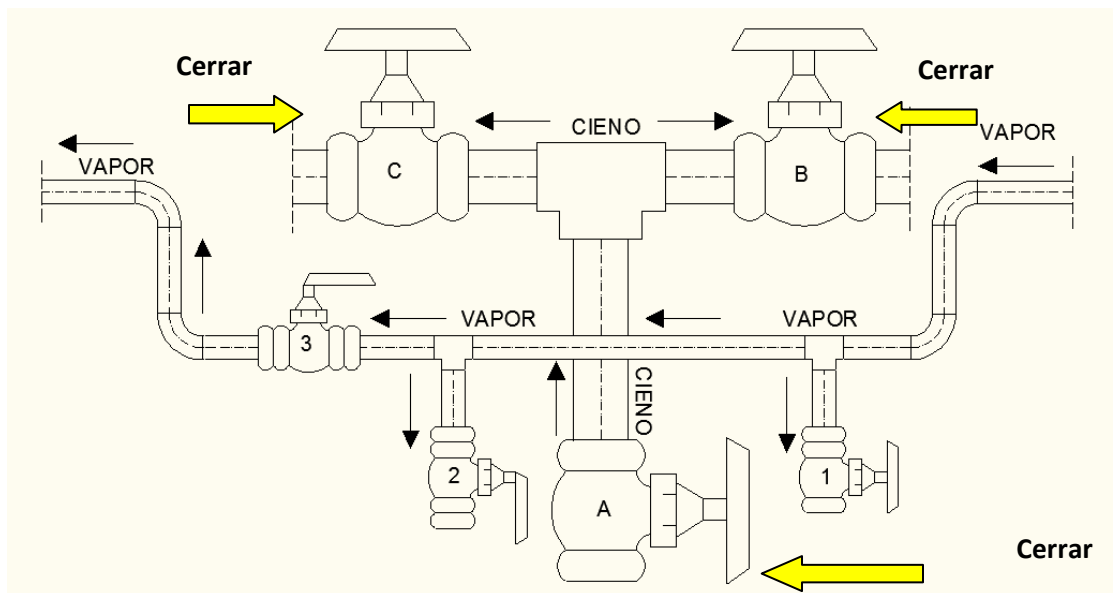 Cerrar
Cerrar
CIENO
VAPOR
VAPOR
C
B
3
VAPOR
VAPOR
CIENO
2
A
1
Cerrar